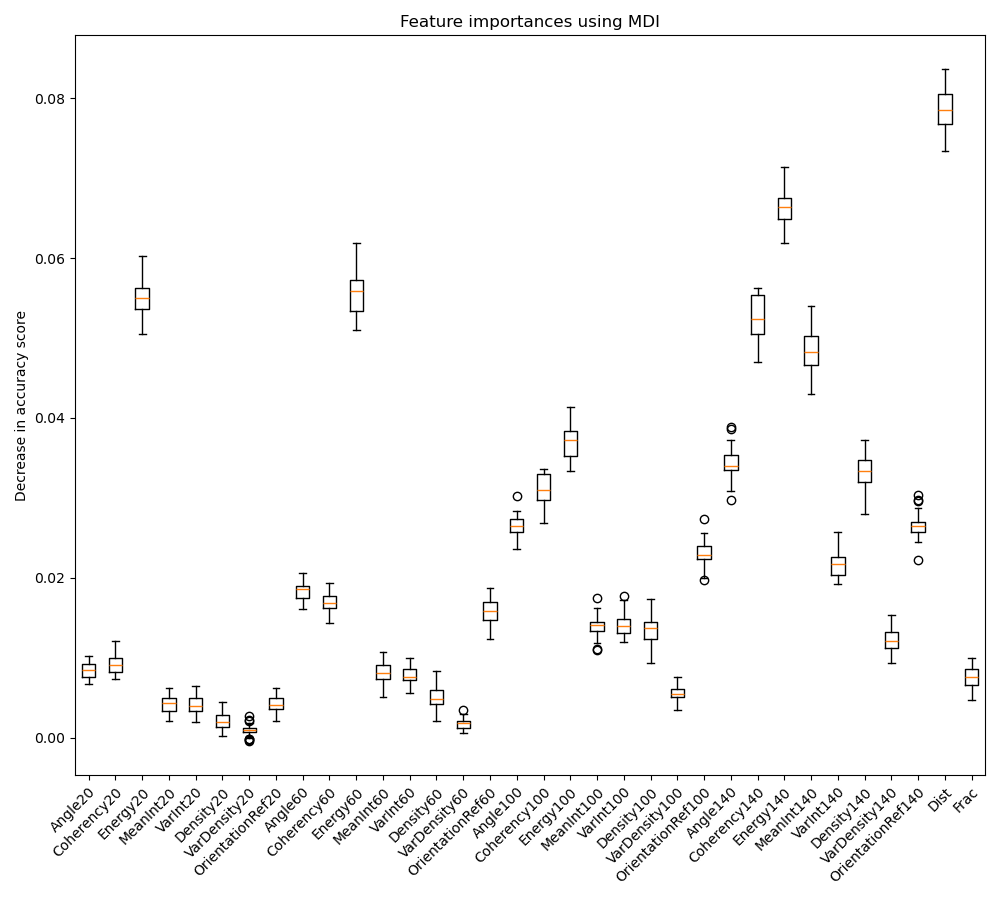 Feature importances using MDI
Decrease in accuracy score
0.08
0.06
0.04
0.02
0.00
Angle20
Coherency20
Energy20
MeanInt20
VarInt20
Density20
VarDensity20
OrientationRef20
Angle60
Coherency60
Energy60
MeanInt60
VarInt60
Density60
VarDensity60
OrientationRef60
Angle100
Coherency100
Energy100
MeanInt100
VarInt100
Density100
VarDensity100
OrientationRef100
Angle140
Coherency140
Energy140
MeanInt140
VarInt140
Density140
VarDensity140
OrientationRef140
Dist
Frac